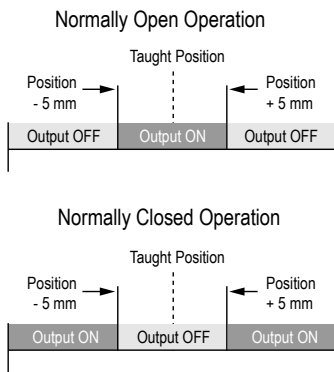 Normally Open Operation
Taught Position
Position
- 5 mm
Position
+ 5 mm
Output OFF
Output ON
Output OFF
Normally Closed Operation
Taught Position
Position
- 5 mm
Position
+ 5 mm
Output ON
Output OFF
Output ON